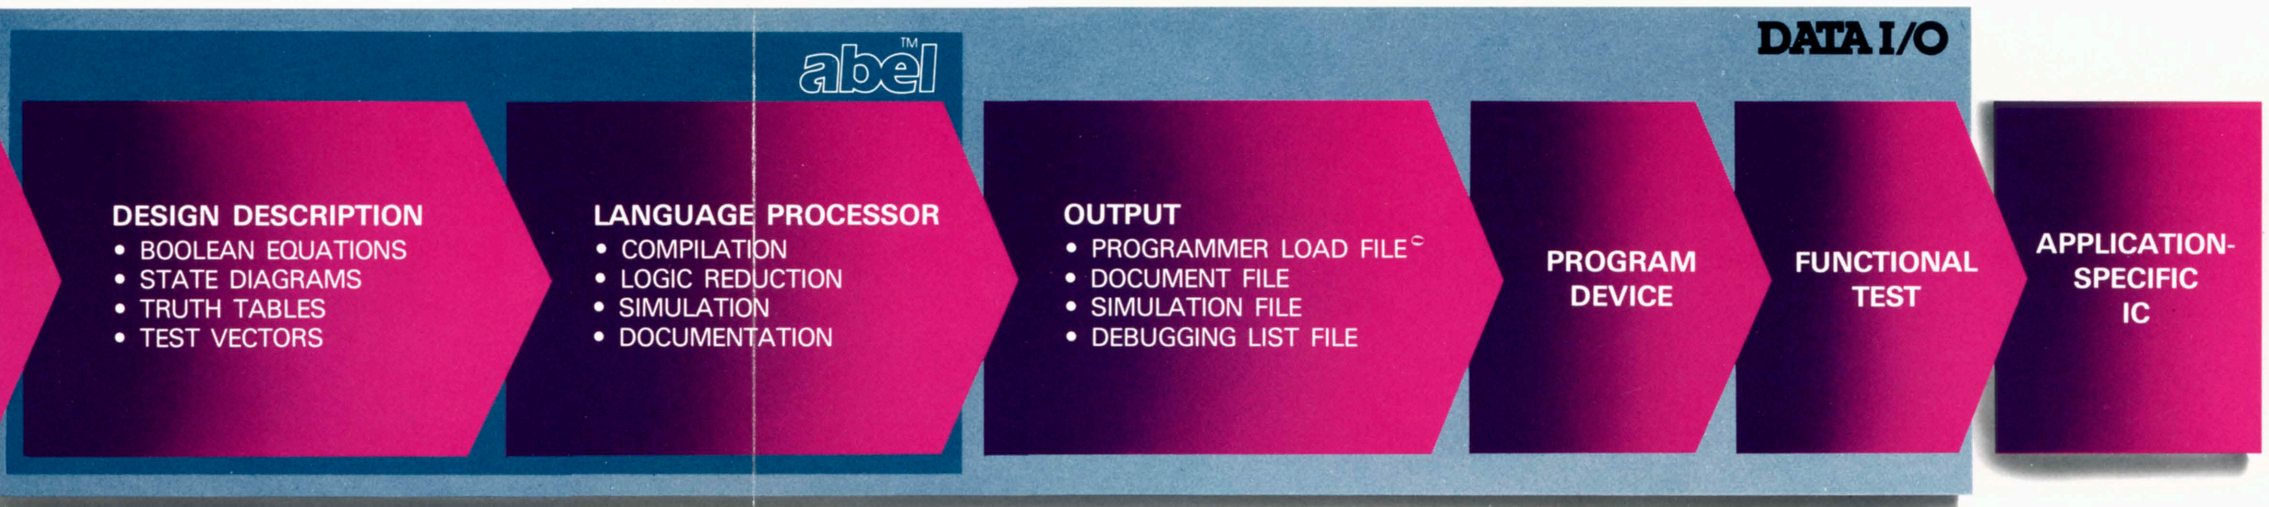 abel™
DATA I/O
DESIGN DESCRIPTION
• BOOLEAN EQUATIONS
• STATE DIAGRAMS
• TRUTH TABLES
• TEST VECTORS
LANGUAGE PROCESSOR
• COMPILATION
• LOGIC REDUCTION
• SIMULATION
• DOCUMENTATION
OUTPUT
• PROGRAMMER LOAD FILE
• DOCUMENT FILE
• SIMULATION FILE
• DEBUGGING LIST FILE
PROGRAM
DEVICE
FUNCTIONAL
TEST
APPLICATION-
SPECIFIC
IC